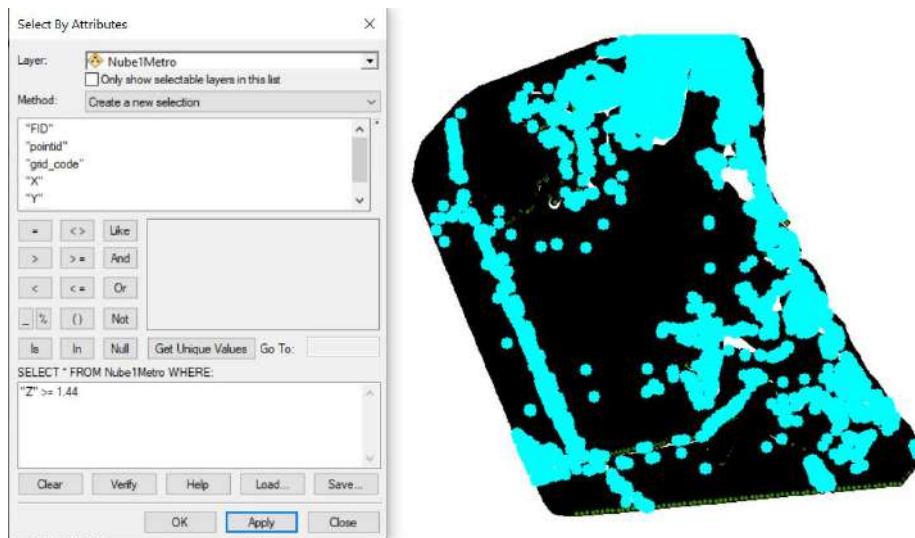 Select By Attributes
Layer: Nube1Metro
Only show selectable layers in this list
Method: Create a new selection
"FID"
"pointid"
"grid_code"
"X"
"Y"
= <> Like
> >= And
< <= Or
_ % () Not
Is In Null Get Unique Values Go To:
SELECT * FROM Nube1Metro WHERE:
"Z" >= 1.44
Clear Verify Help Load... Save...
OK Apply Close